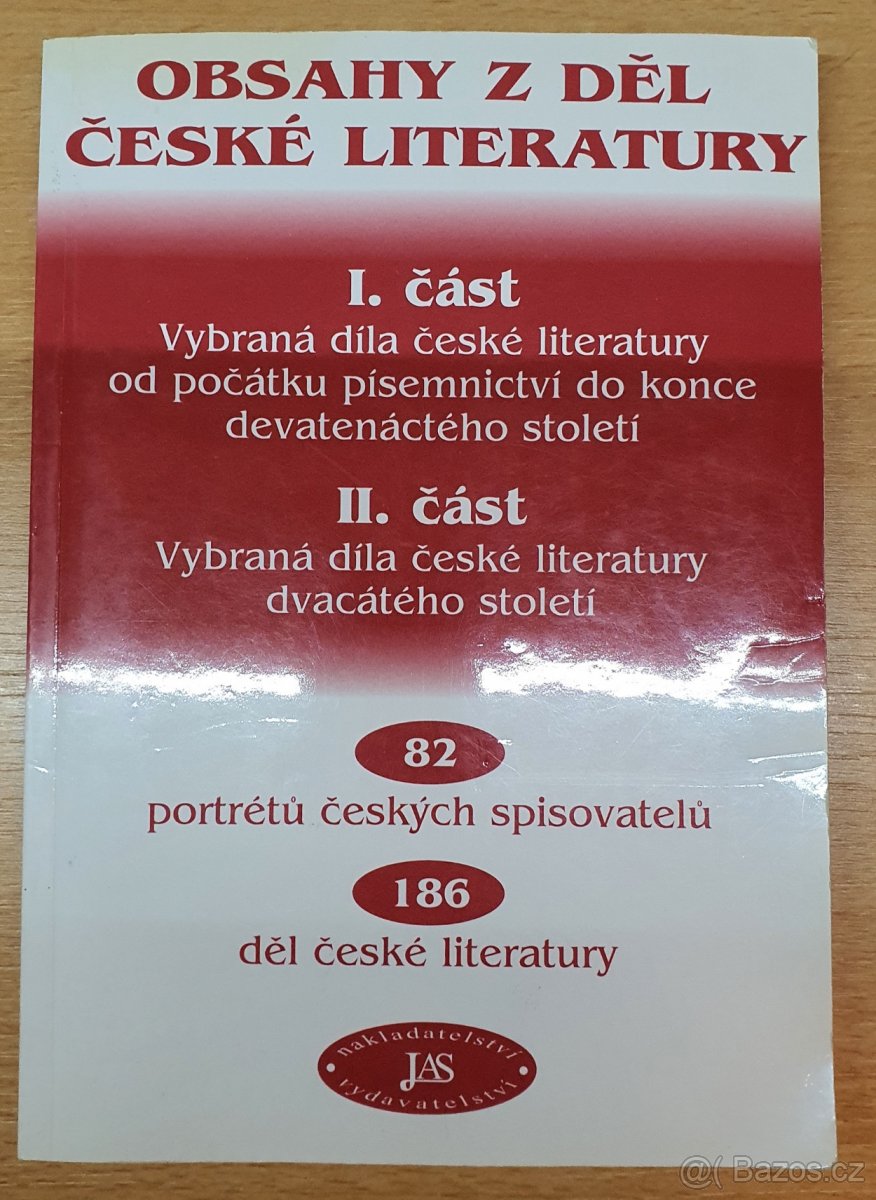 OBSAHY Z DĚL
ČESKÉ LITERATURY
I. část
Vybraná díla české literatury
od počátku písemnictví do konce
devatenáctého století
II. část
Vybraná díla české literatury
dvacátého století
82
portrétů českých spisovatelů
186
děl české literatury
nakladatelství
JAS
vydavatelství
@( Bazos.cz